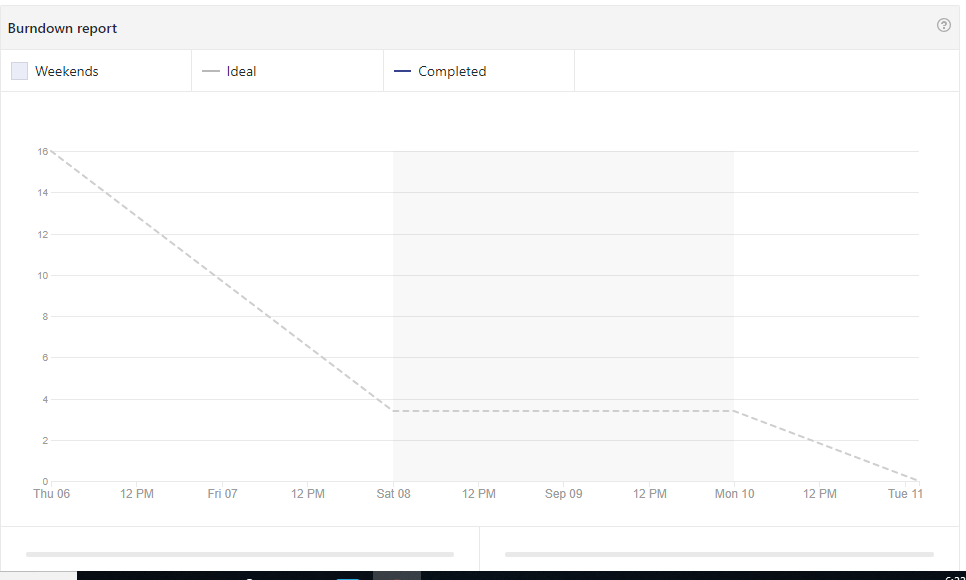 Burndown report
?
Weekends
Ideal
Completed
16
14
12
10
8
6
4
2
0
Thu 06 12 PM Fri 07 12 PM Sat 08 12 PM Sep 09 12 PM Mon 10 12 PM Tue 11